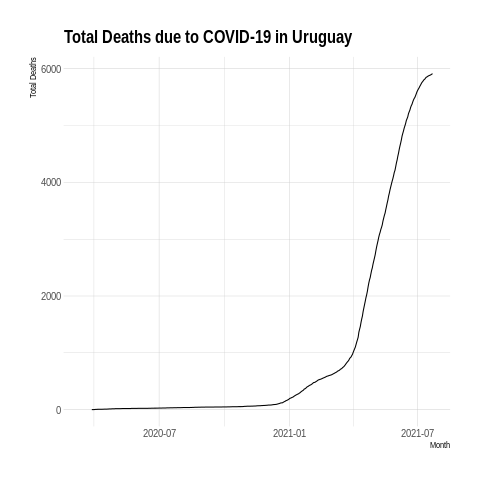 Total Deaths due to COVID-19 in Uruguay
Total Deaths
6000
4000
2000
0
2020-07
2021-01
2021-07
Month